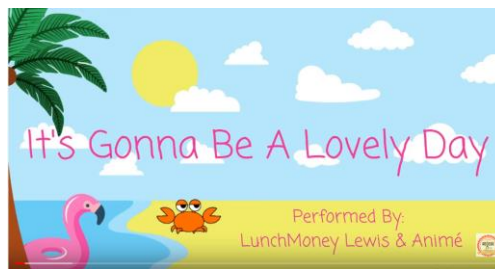 It's Gonna Be A Lovely Day
Performed By:
LunchMoney Lewis & Animé